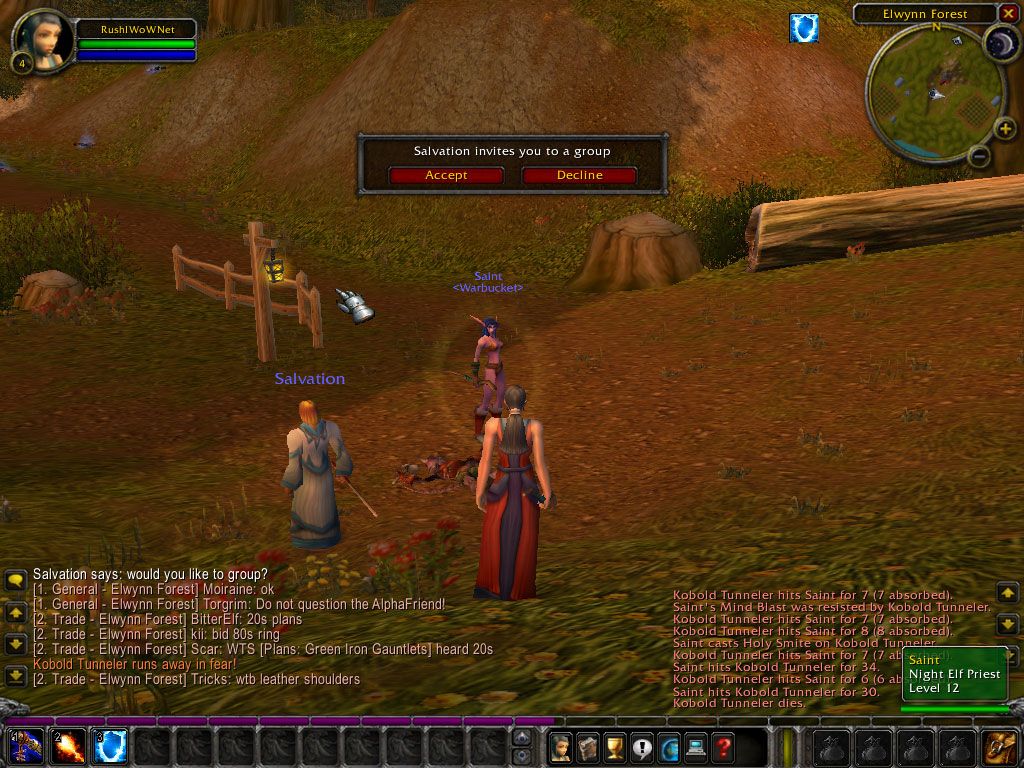 RushIWoWNet
4
Elwynn Forest
N
Salvation invites you to a group
Accept
Decline
Saint
<Warbucket>
Salvation
Salvation says: would you like to group?
[1. General - Elwynn Forest] Moiraine: ok
[1. General - Elwynn Forest] Torgrim: Do not question the AlphaFriend!
[2. Trade - Elwynn Forest] BitterElf: 20s plans
[2. Trade - Elwynn Forest] kii: bid 80s ring
[2. Trade - Elwynn Forest] Scar: WTS [Plans: Green Iron Gauntlets] heard 20s
Kobold Tunneler runs away in fear!
[2. Trade - Elwynn Forest] Tricks: wtb leather shoulders
Kobold Tunneler hits Saint for 7 (7 absorbed).
Saint's Mind Blast was resisted by Kobold Tunneler.
Kobold Tunneler hits Saint for 7 (7 absorbed).
Kobold Tunneler hits Saint for 8 (8 absorbed).
Saint casts Holy Smite on Kobold Tunneler.
Kobold Tunneler hits Saint for 7 (7 ab
Saint hits Kobold Tunneler for 34.
Kobold Tunneler hits Saint for 6 (6 a
Saint hits Kobold Tunneler for 30.
Kobold Tunneler dies.
Saint
Night Elf Priest
Level 12
1
2
3